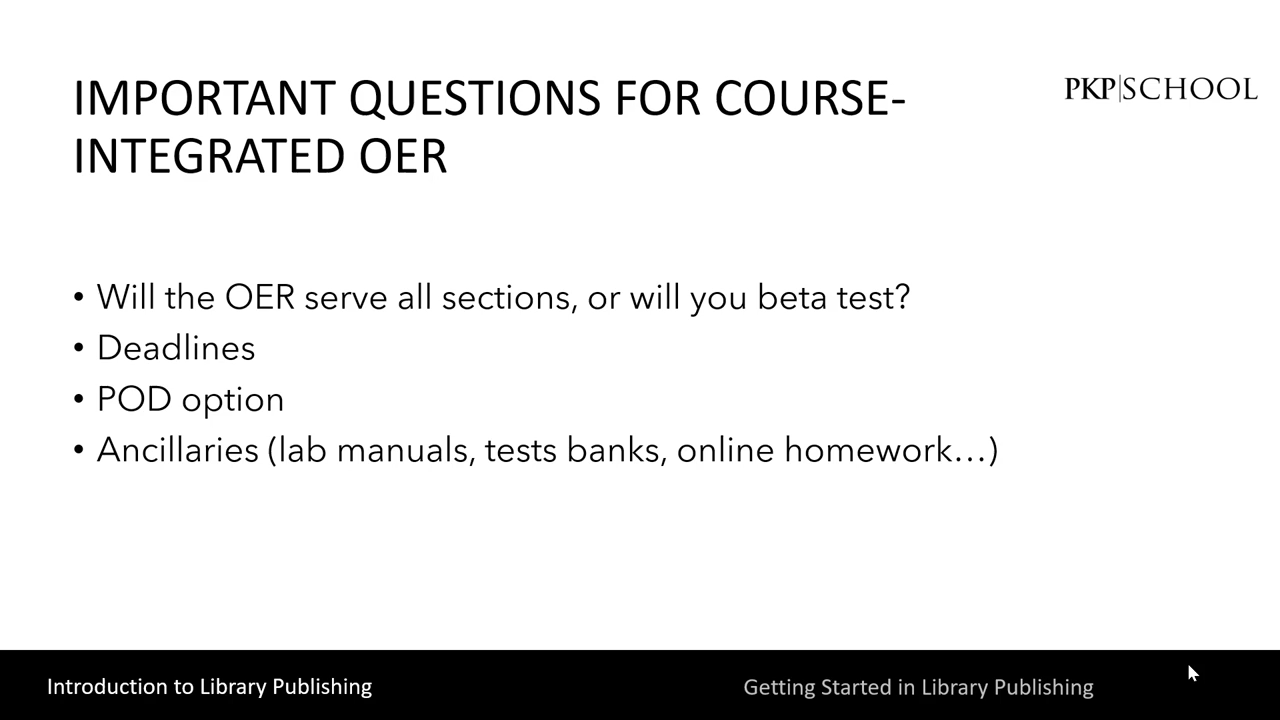 IMPORTANT QUESTIONS FOR COURSE-
INTEGRATED OER
PKP|SCHOOL
• Will the OER serve all sections, or will you beta test?
• Deadlines
• POD option
• Ancillaries (lab manuals, tests banks, online homework…)
Introduction to Library Publishing
Getting Started in Library Publishing